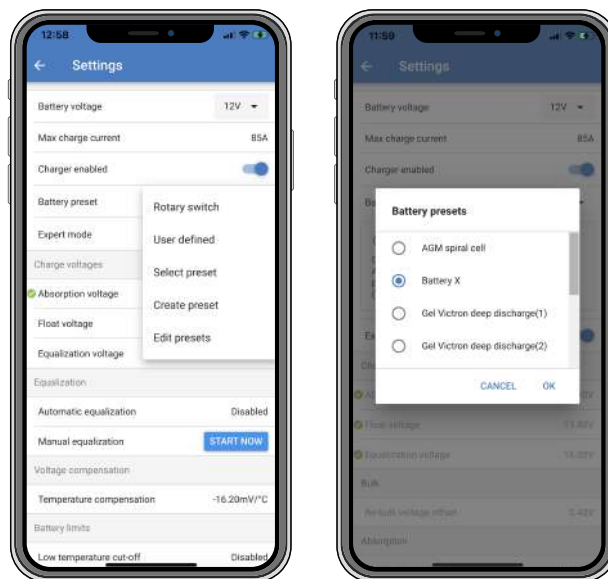 12:58
Settings
Battery voltage 12V
Max charge current 85A
Charger enabled
Battery preset
Rotary switch
Expert mode
User defined
Charge voltages
Select preset
Absorption voltage
Create preset
Float voltage
Edit presets
Equalization voltage
Equalization
Automatic equalization Disabled
Manual equalization START NOW
Voltage compensation
Temperature compensation -16.20mV/°C
Battery limits
Low temperature cut-off Disabled
11:59
Settings
Battery voltage 12V
Max charge current 85A
Charger enabled
Battery presets
AGM spiral cell
Battery X
Gel Victron deep discharge(1)
Gel Victron deep discharge(2)
CANCEL OK
Float voltage
Equalization voltage
Bulk
Re-bulk voltage offset
Absorption